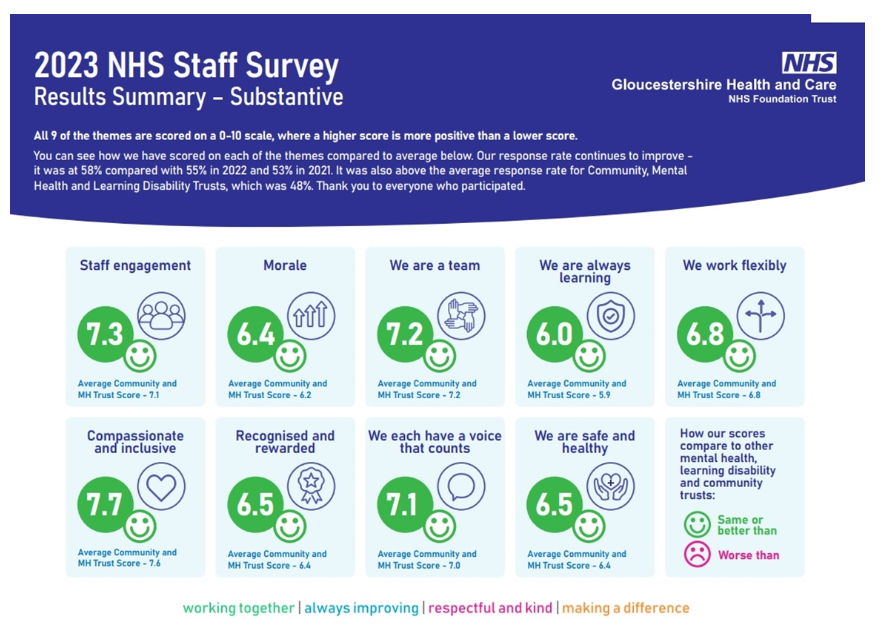 2023 NHS Staff Survey
Results Summary – Substantive
NHS
Gloucestershire Health and Care
NHS Foundation Trust
All 9 of the themes are scored on a 0-10 scale, where a higher score is more positive than a lower score.
You can see how we have scored on each of the themes compared to average below. Our response rate continues to improve –
it was at 58% compared with 55% in 2022 and 53% in 2021. It was also above the average response rate for Community, Mental
Health and Learning Disability Trusts, which was 48%. Thank you to everyone who participated.
Staff engagement
7.3
Average Community and
MH Trust Score - 7.1
Morale
6.4
Average Community and
MH Trust Score - 6.2
We are a team
7.2
Average Community and
MH Trust Score - 7.2
We are always
learning
6.0
Average Community and
MH Trust Score - 5.9
We work flexibly
6.8
Average Community and
MH Trust Score - 6.8
Compassionate
and inclusive
7.7
Average Community and
MH Trust Score - 7.6
Recognised and
rewarded
6.5
Average Community and
MH Trust Score - 6.4
We each have a voice
that counts
7.1
Average Community and
MH Trust Score - 7.0
We are safe and
healthy
6.5
Average Community and
MH Trust Score - 6.4
How our scores
compare to other
mental health,
learning disability
and community
trusts:
Same or
better than
Worse than
working together | always improving | respectful and kind | making a difference